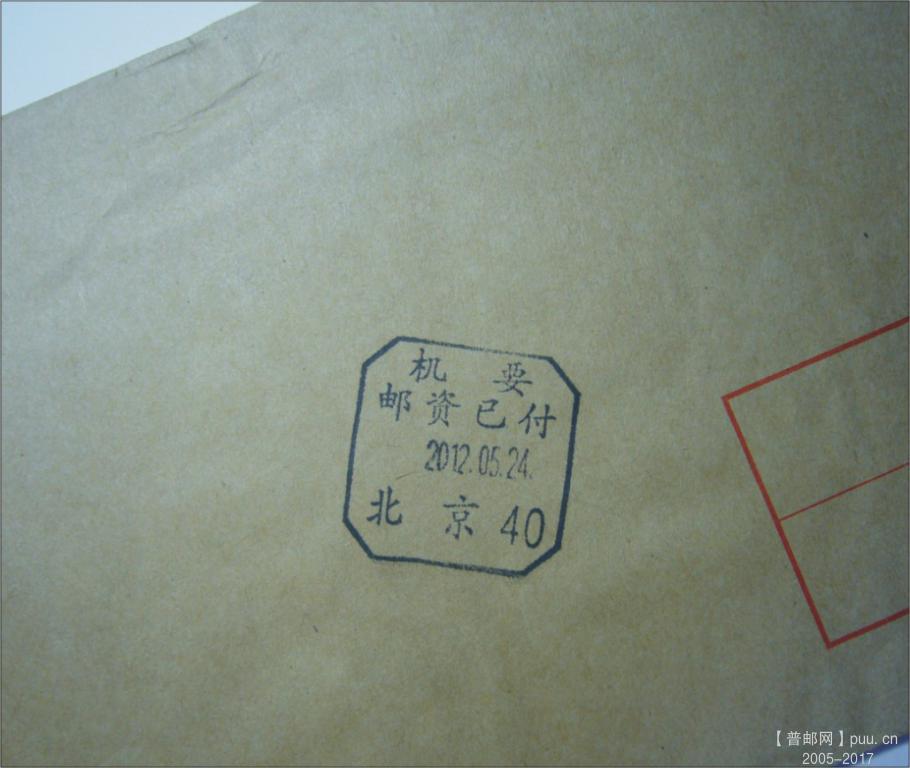 机 要
邮资已付
2012.05.24.
北 京 40
【普邮网】puu.cn
2005-2017